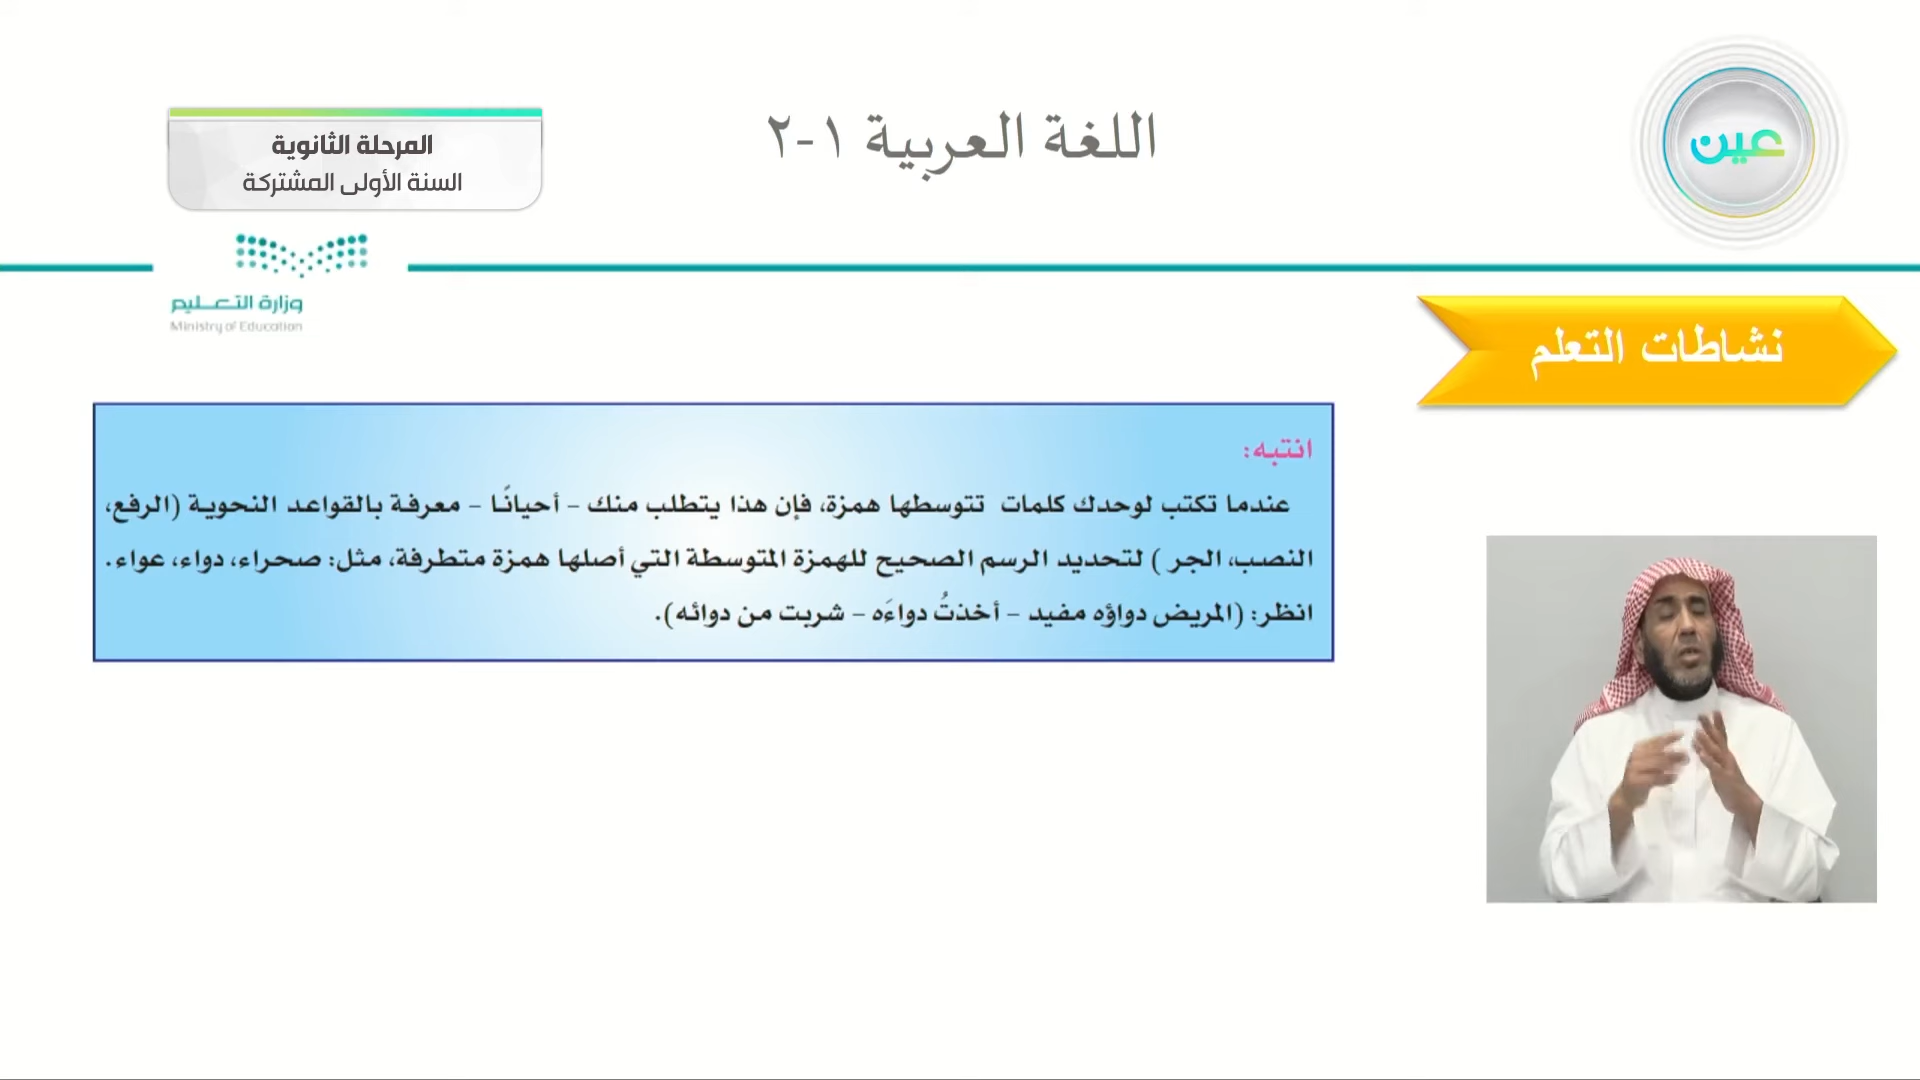 عين
اللغة العربية ١-٢
المرحلة الثانوية
السنة الأولى المشتركة
وزارة التعليم
Ministry of Education
نشاطات التعلم
انتبه:
عندما تكتب لوحدك كلمات تتوسطها همزة، فإن هذا يتطلب منك - أحيانًا - معرفة بالقواعد النحوية (الرفع،
النصب، الجر ) لتحديد الرسم الصحيح للهمزة المتوسطة التي أصلها همزة متطرفة، مثل: صحراء، دواء، عواء.
انظر: (المريض دواؤه مفيد - أخذتُ دواءَه - شربت من دوائه).